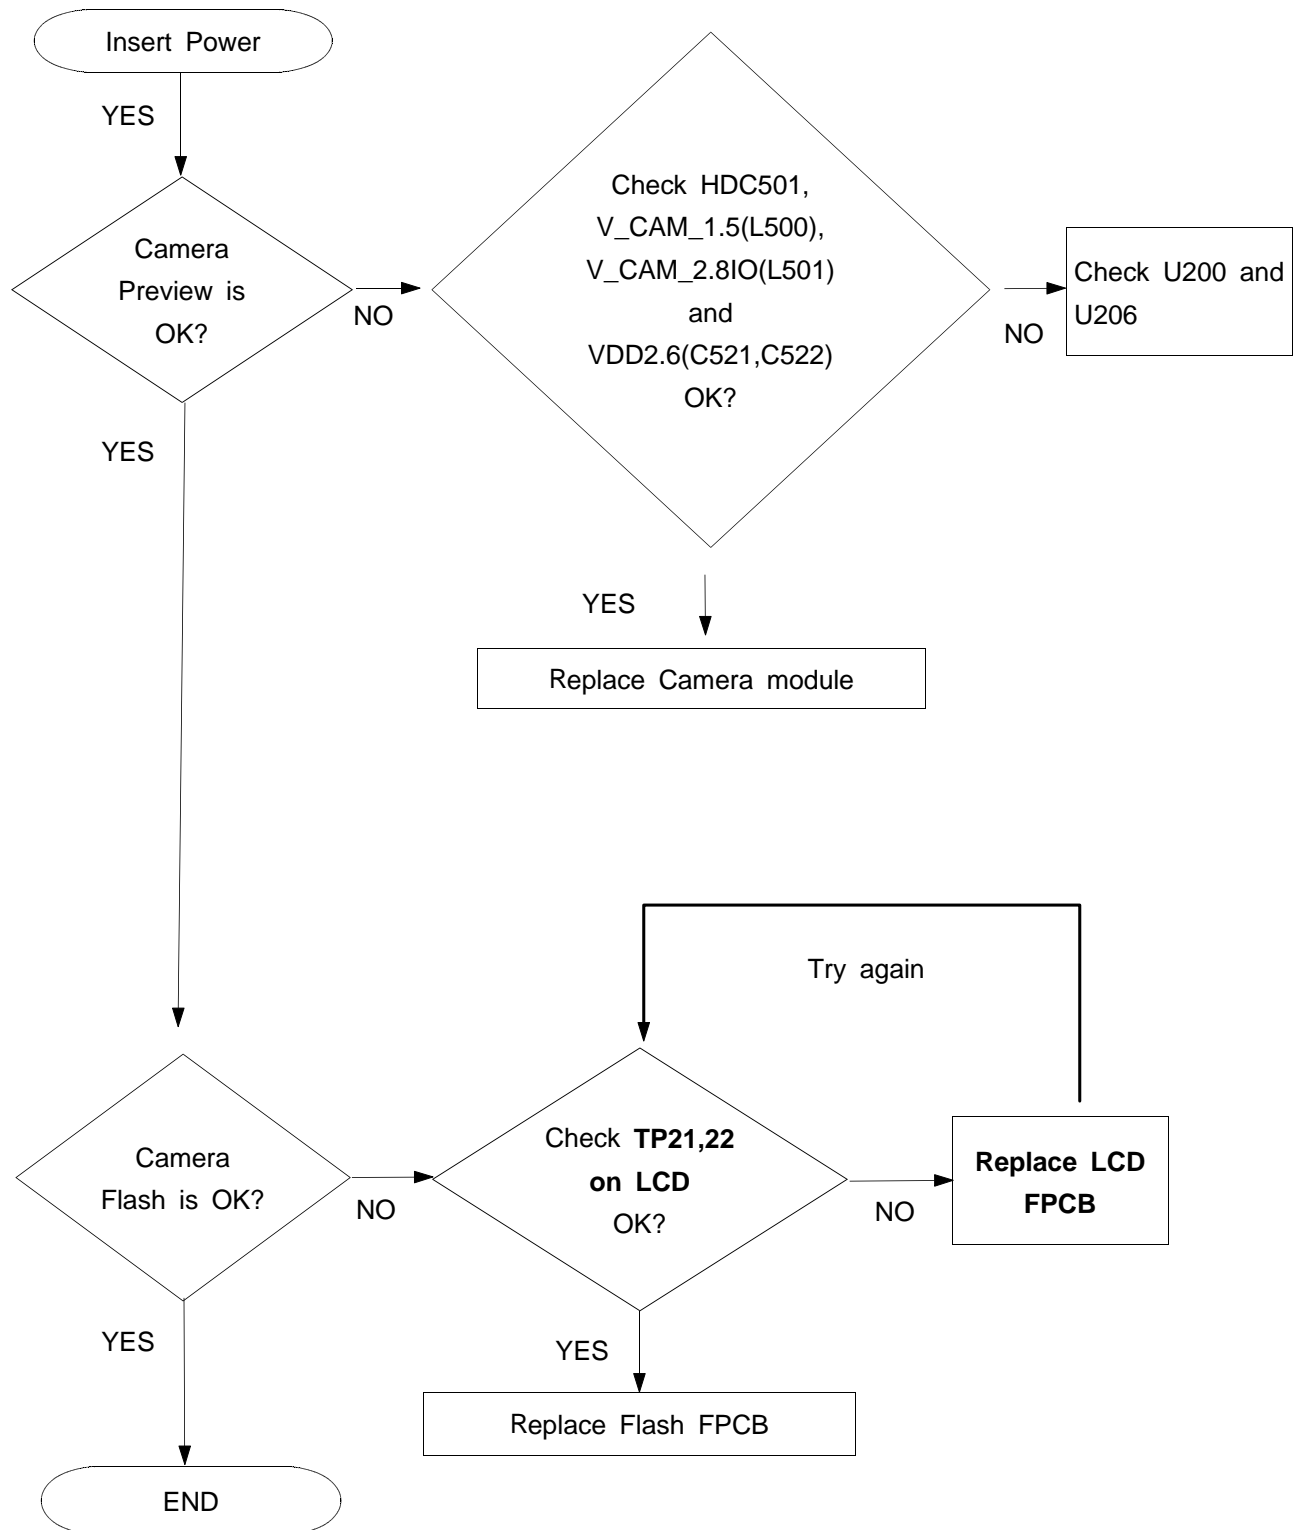 Insert Power
YES
Camera
Preview is
OK?
NO
Check HDC501,
V_CAM_1.5(L500),
V_CAM_2.8IO(L501)
and
VDD2.6(C521,C522)
OK?
NO
Check U200 and
U206
YES
Replace Camera module
YES
Try again
Camera
Flash is OK?
NO
Check TP21,22
on LCD
OK?
NO
Replace LCD
FPCB
YES
Replace Flash FPCB
YES
END